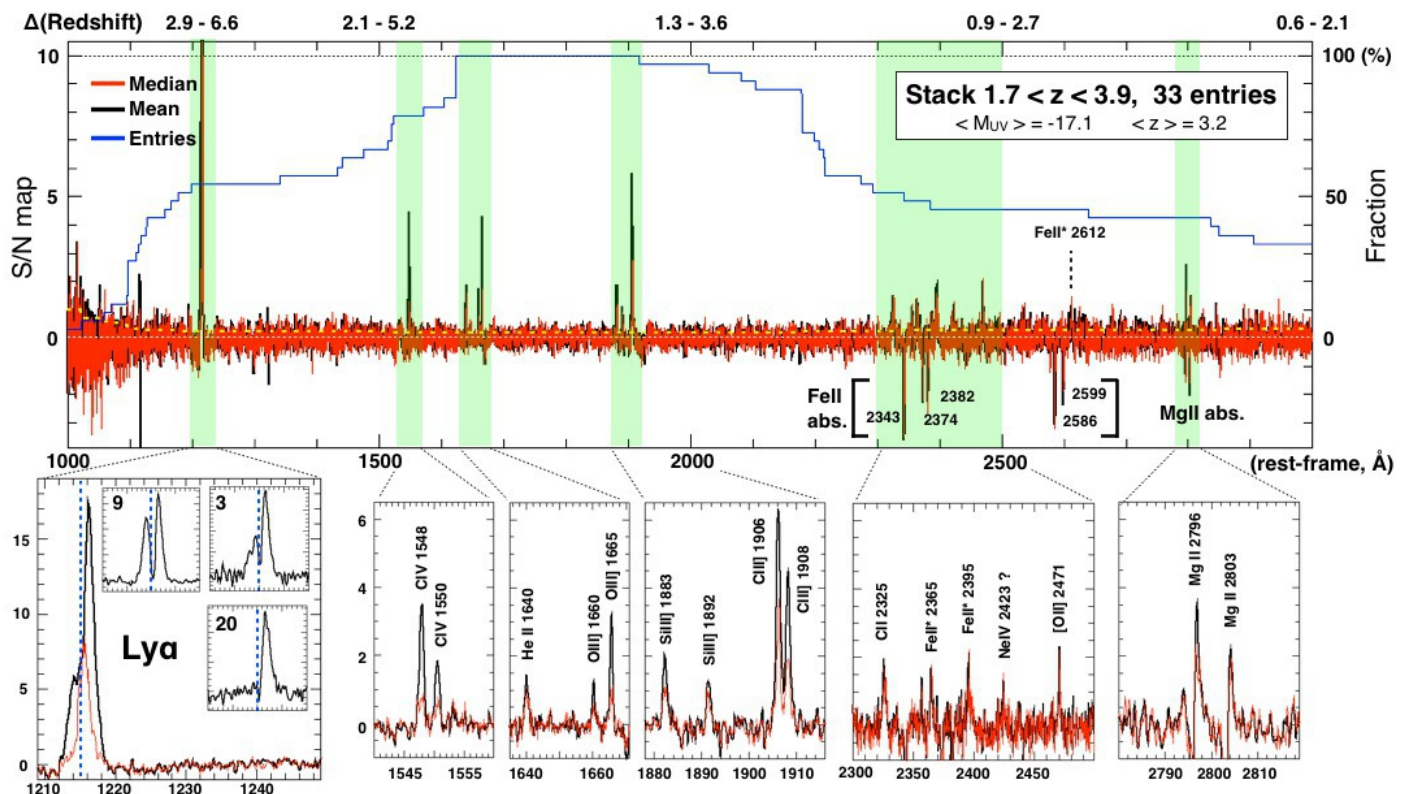 Δ(Redshift) 2.9 - 6.6 2.1 - 5.2 1.3 - 3.6 0.9 - 2.7 0.6 - 2.1
10 100 (%)
Median
Mean
Entries
Stack 1.7 < z < 3.9, 33 entries
< MUV > = -17.1 < z > = 3.2
S/N map
5 50
Fraction
FeII* 2612
0 0
FeII
abs.
2343
2382
2374
2599
2586
MgII abs.
1000 1500 2000 2500 (rest-frame, Å)
15
10
5
0
9
3
20
Lyα
1210 1220 1230 1240
6
4
2
0
CIV 1548
CIV 1550
1545 1555
He II 1640
OIII] 1660
OIII] 1665
1640 1660
SiIII] 1883
SiIII] 1892
CIII] 1906
CIII] 1908
1880 1890 1900 1910
CII 2325
FeII* 2365
FeII* 2395
NeIV 2423 ?
[OII] 2471
2300 2350 2400 2450
Mg II 2796
Mg II 2803
2790 2800 2810